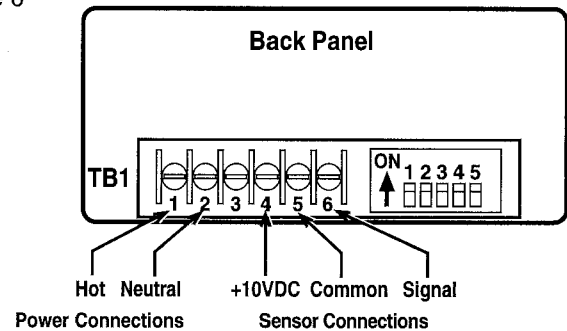 Back Panel
TB1
1 2 3 4 5 6
ON
1 2 3 4 5
Hot Neutral +10VDC Common Signal
Power Connections Sensor Connections